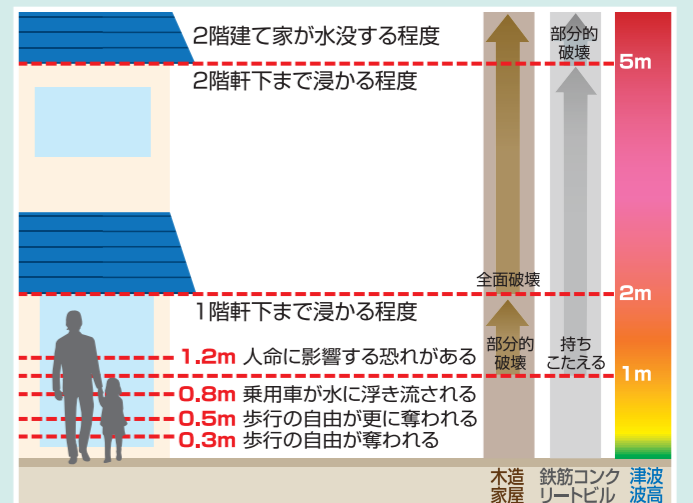 2階建て家が水没する程度
部分的
破壊
5m
2階軒下まで浸かる程度
全面破壊
2m
1階軒下まで浸かる程度
部分的
破壊
持ち
こたえる
1.2m 人命に影響する恐れがある
1m
0.8m 乗用車が水に浮き流される
0.5m 歩行の自由が更に奪われる
0.3m 歩行の自由が奪われる
木造
家屋
鉄筋コンク
リートビル
津波
波高